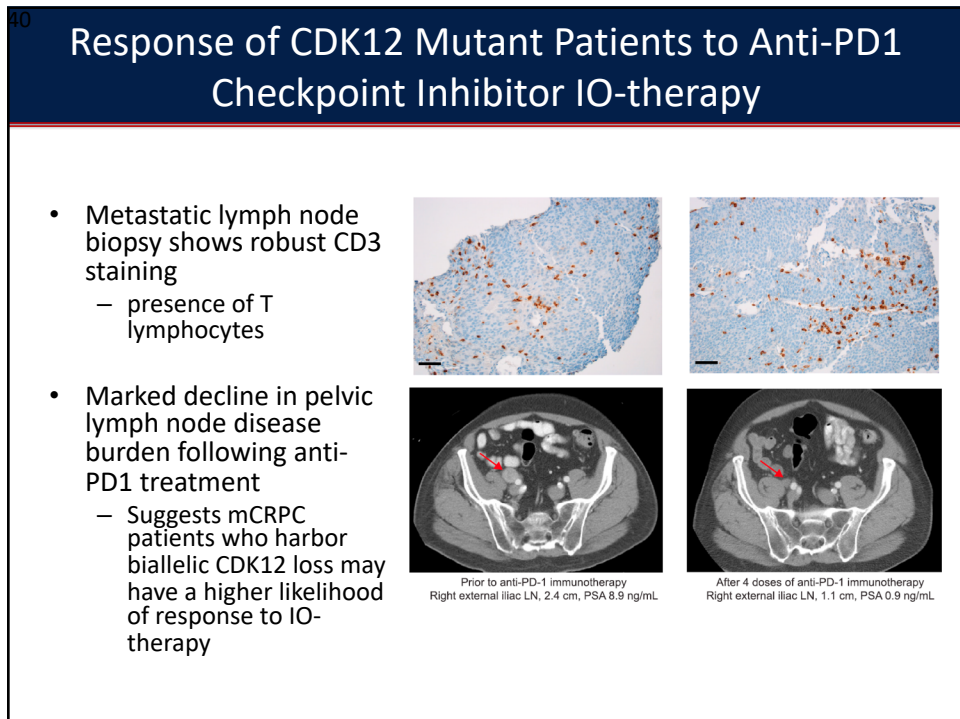 40
Response of CDK12 Mutant Patients to Anti-PD1
Checkpoint Inhibitor IO-therapy
• Metastatic lymph node
biopsy shows robust CD3
staining
– presence of T
lymphocytes
• Marked decline in pelvic
lymph node disease
burden following anti-
PD1 treatment
– Suggests mCRPC
patients who harbor
biallelic CDK12 loss may
have a higher likelihood
of response to IO-
therapy
Prior to anti-PD-1 immunotherapy
Right external iliac LN, 2.4 cm, PSA 8.9 ng/mL
After 4 doses of anti-PD-1 immunotherapy
Right external iliac LN, 1.1 cm, PSA 0.9 ng/mL